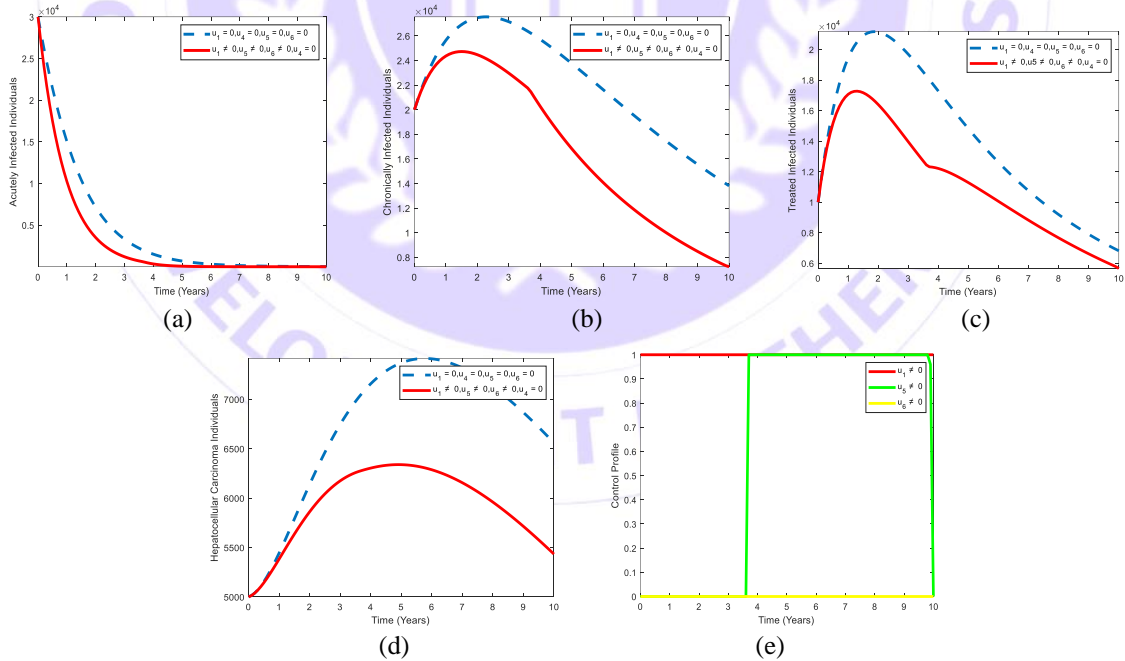 ×10⁴
3
2.5
2
1.5
1
0.5
0 1 2 3 4 5 6 7 8 9 10
Time (Years)
Acutely Infected Individuals
u₁ = 0,u₄ = 0,u₅ = 0,u₆ = 0
u₁ ≠ 0,u₅ ≠ 0,u₆ ≠ 0,u₄ = 0
(a)
×10⁴
2.6
2.4
2.2
2
1.8
1.6
1.4
1.2
1
0.8
0 1 2 3 4 5 6 7 8 9 10
Time (Years)
Chronically Infected Individuals
u₁ = 0,u₄ = 0,u₅ = 0,u₆ = 0
u₁ ≠ 0,u₅ ≠ 0,u₆ ≠ 0,u₄ = 0
(b)
×10⁴
2
1.8
1.6
1.4
1.2
1
0.8
0.6
0 1 2 3 4 5 6 7 8 9 10
Time (Years)
Treated Infected Individuals
u₁ = 0,u₄ = 0,u₅ = 0,u₆ = 0
u₁ ≠ 0,u5 ≠ 0,u₆ ≠ 0,u₄ = 0
(c)
7000
6500
6000
5500
5000
0 1 2 3 4 5 6 7 8 9 10
Time (Years)
Hepatocellular Carcinoma Individuals
u₁ = 0,u₄ = 0,u₅ = 0,u₆ = 0
u₁ ≠ 0,u₅ ≠ 0,u₆ ≠ 0,u₄ = 0
(d)
1
0.9
0.8
0.7
0.6
0.5
0.4
0.3
0.2
0.1
0
0 1 2 3 4 5 6 7 8 9 10
Time (Years)
Control Profile
u₁ ≠ 0
u₅ ≠ 0
u₆ ≠ 0
(e)